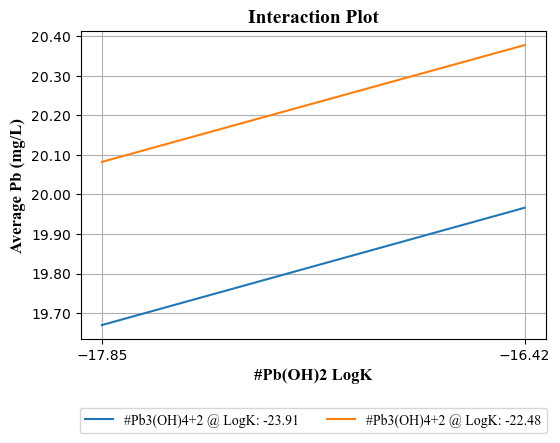 Interaction Plot
20.40
20.30
20.20
20.10
20.00
19.90
19.80
19.70
Average Pb (mg/L)
−17.85
−16.42
#Pb(OH)2 LogK
#Pb3(OH)4+2 @ LogK: -23.91
#Pb3(OH)4+2 @ LogK: -22.48